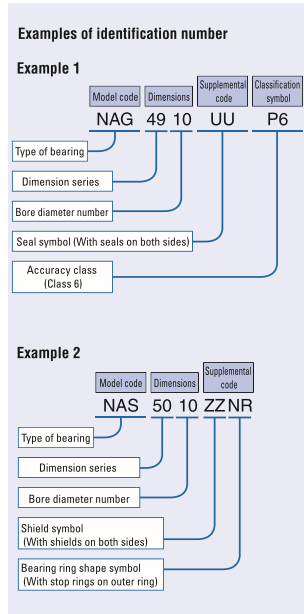 Examples of identification number
Example 1
Model code
Dimensions
Supplemental
code
Classification
symbol
NAG 49 10 UU P6
Type of bearing
Dimension series
Bore diameter number
Seal symbol (With seals on both sides)
Accuracy class
(Class 6)
Example 2
Model code
Dimensions
Supplemental
code
NAS 50 10 ZZ NR
Type of bearing
Dimension series
Bore diameter number
Shield symbol
(With shields on both sides)
Bearing ring shape symbol
(With stop rings on outer ring)